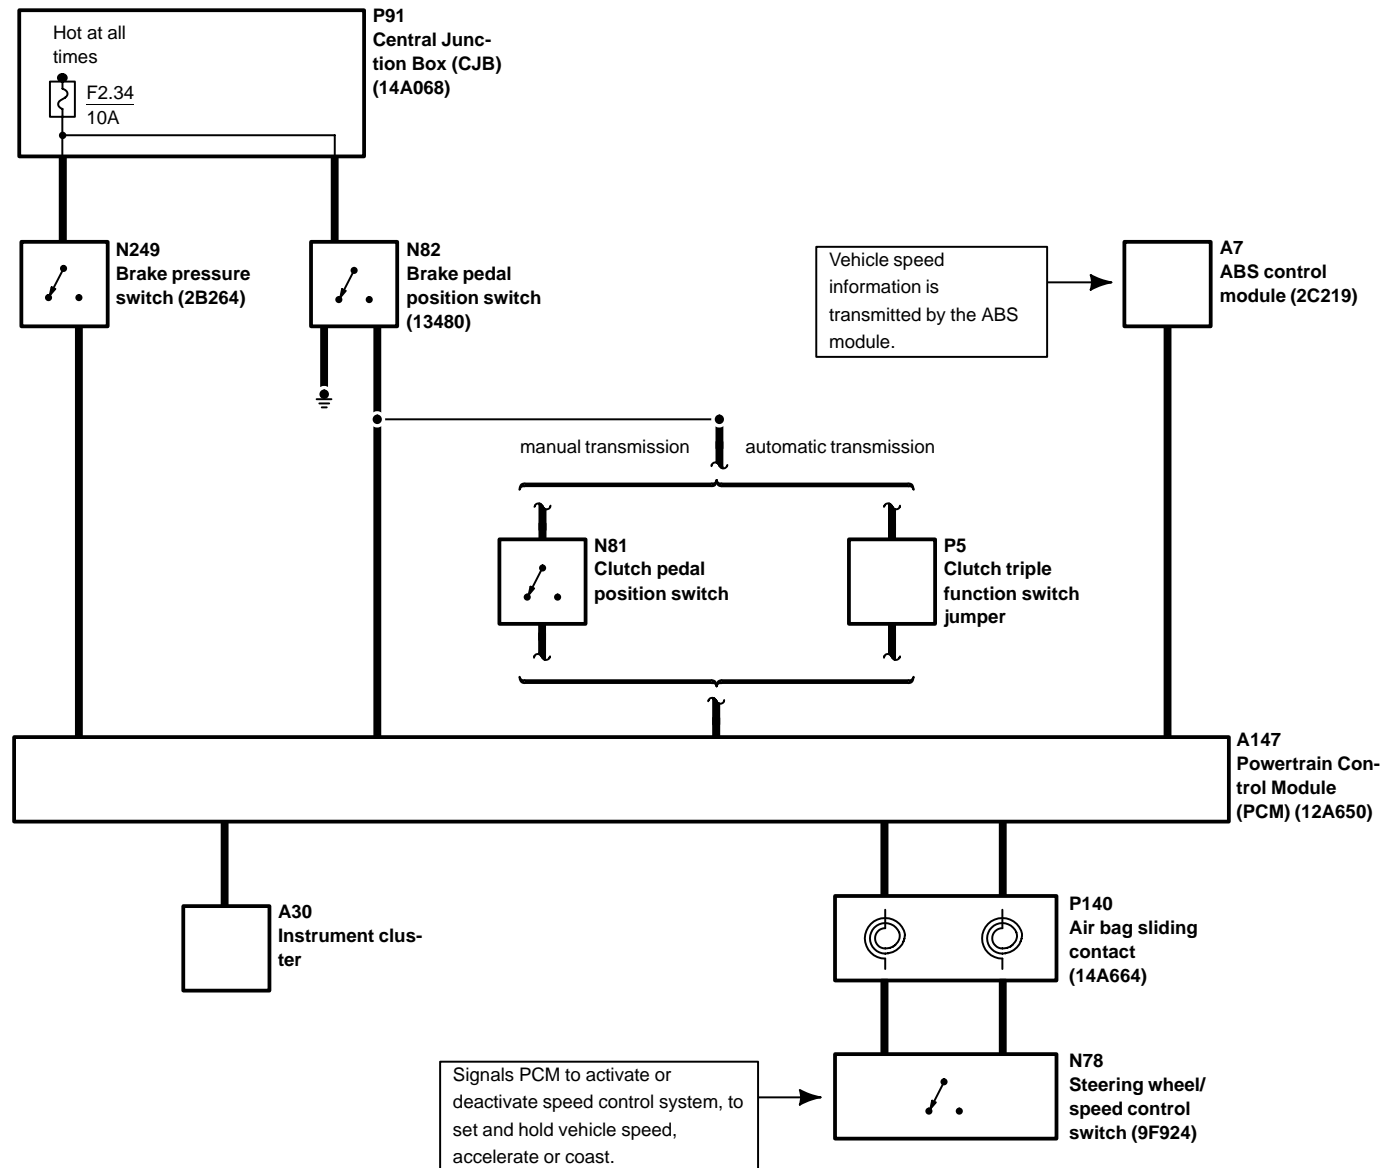 P91
Central Junc-
tion Box (CJB)
(14A068)
Hot at all
times
F2.34
10A
N249
Brake pressure
switch (2B264)
N82
Brake pedal
position switch
(13480)
Vehicle speed
information is
transmitted by the ABS
module.
A7
ABS control
module (2C219)
manual transmission
automatic transmission
N81
Clutch pedal
position switch
P5
Clutch triple
function switch
jumper
A147
Powertrain Con-
trol Module
(PCM) (12A650)
A30
Instrument clus-
ter
P140
Air bag sliding
contact
(14A664)
Signals PCM to activate or
deactivate speed control system, to
set and hold vehicle speed,
accelerate or coast.
N78
Steering wheel/
speed control
switch (9F924)